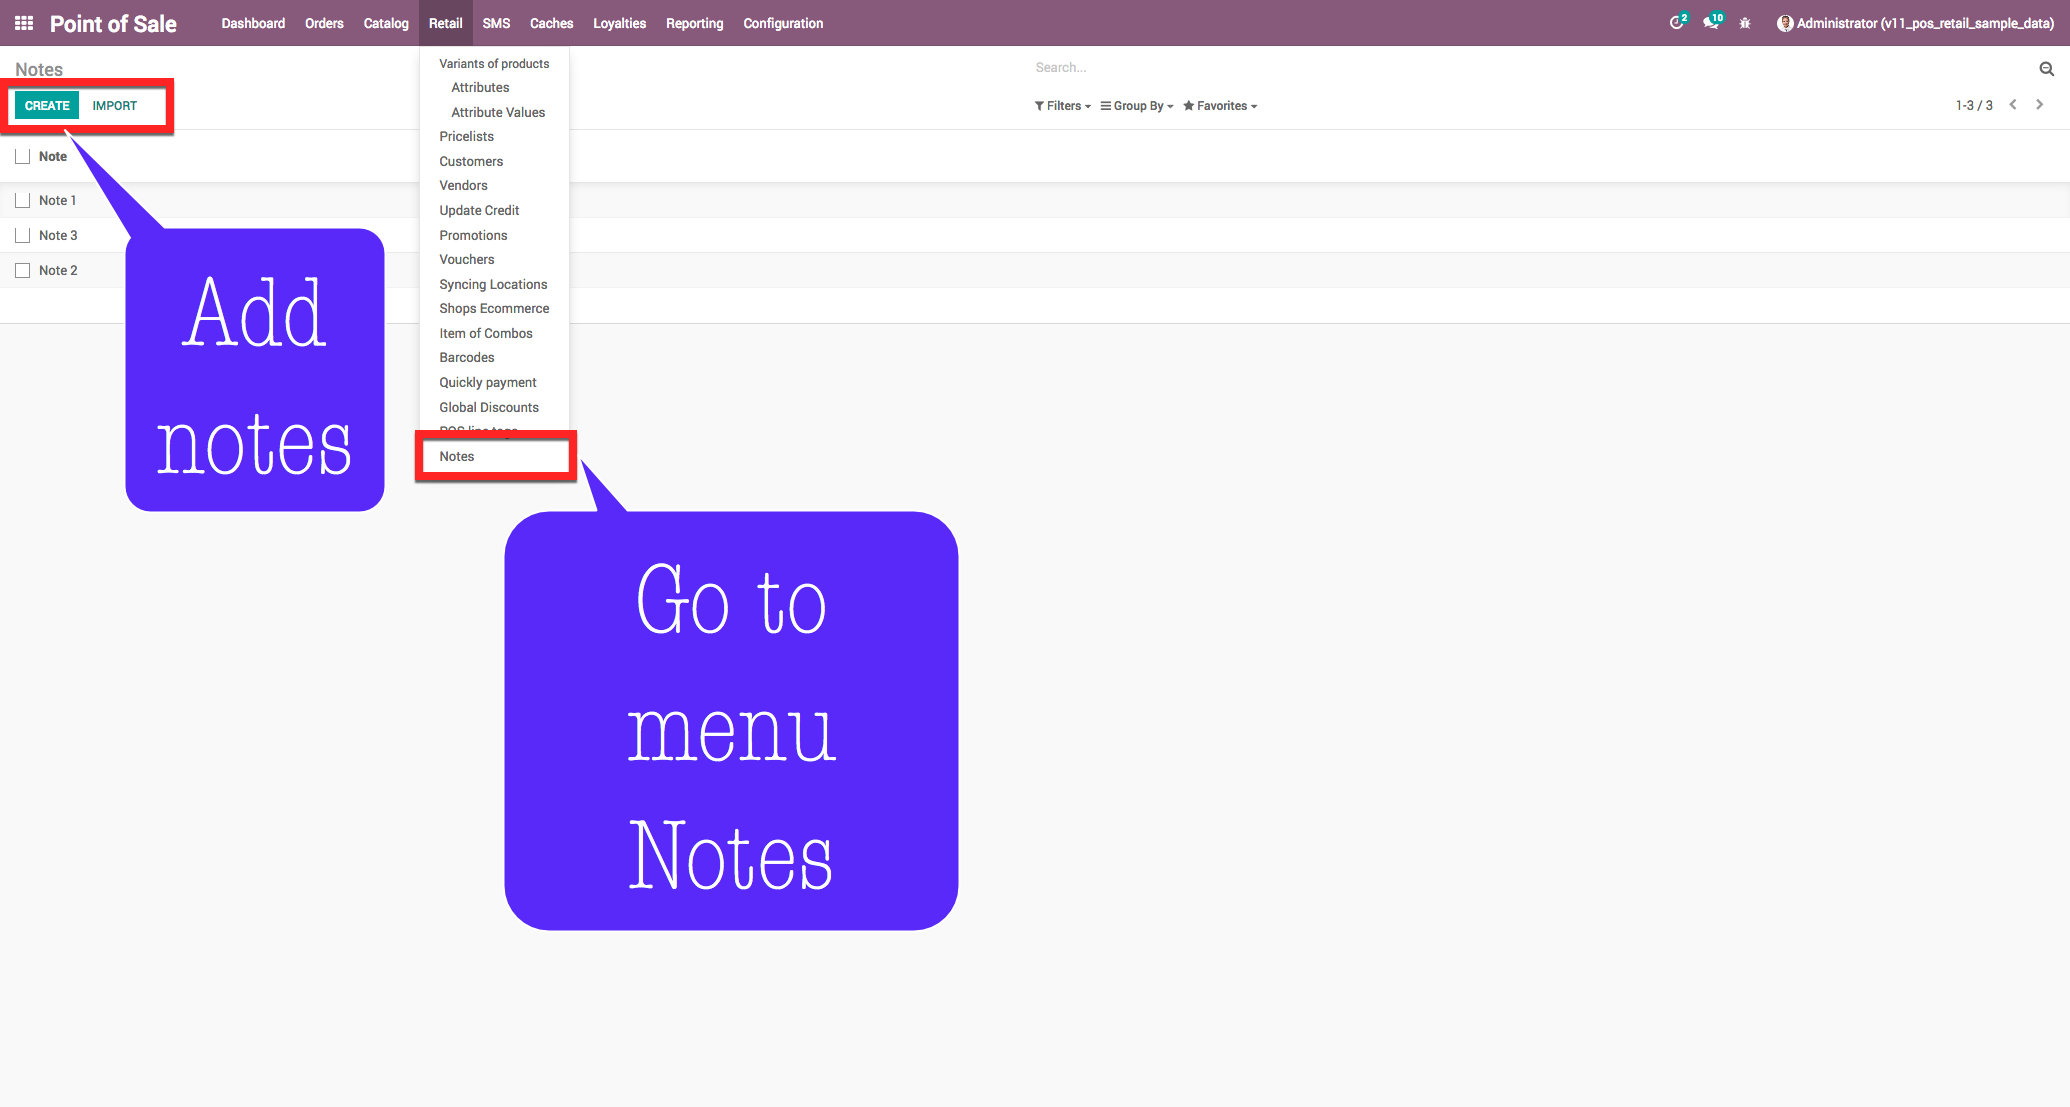 Point of Sale Dashboard Orders Catalog Retail SMS Caches Loyalties Reporting Configuration 2 10 Administrator (v11_pos_retail_sample_data)
Notes
Search...
CREATE IMPORT
Filters Group By Favorites 1-3 / 3
Note
Note 1
Note 3
Note 2
Variants of products
Attributes
Attribute Values
Pricelists
Customers
Vendors
Update Credit
Promotions
Vouchers
Syncing Locations
Shops Ecommerce
Item of Combos
Barcodes
Quickly payment
Global Discounts
POS line tags
Notes
Add
notes
Go to
menu
Notes